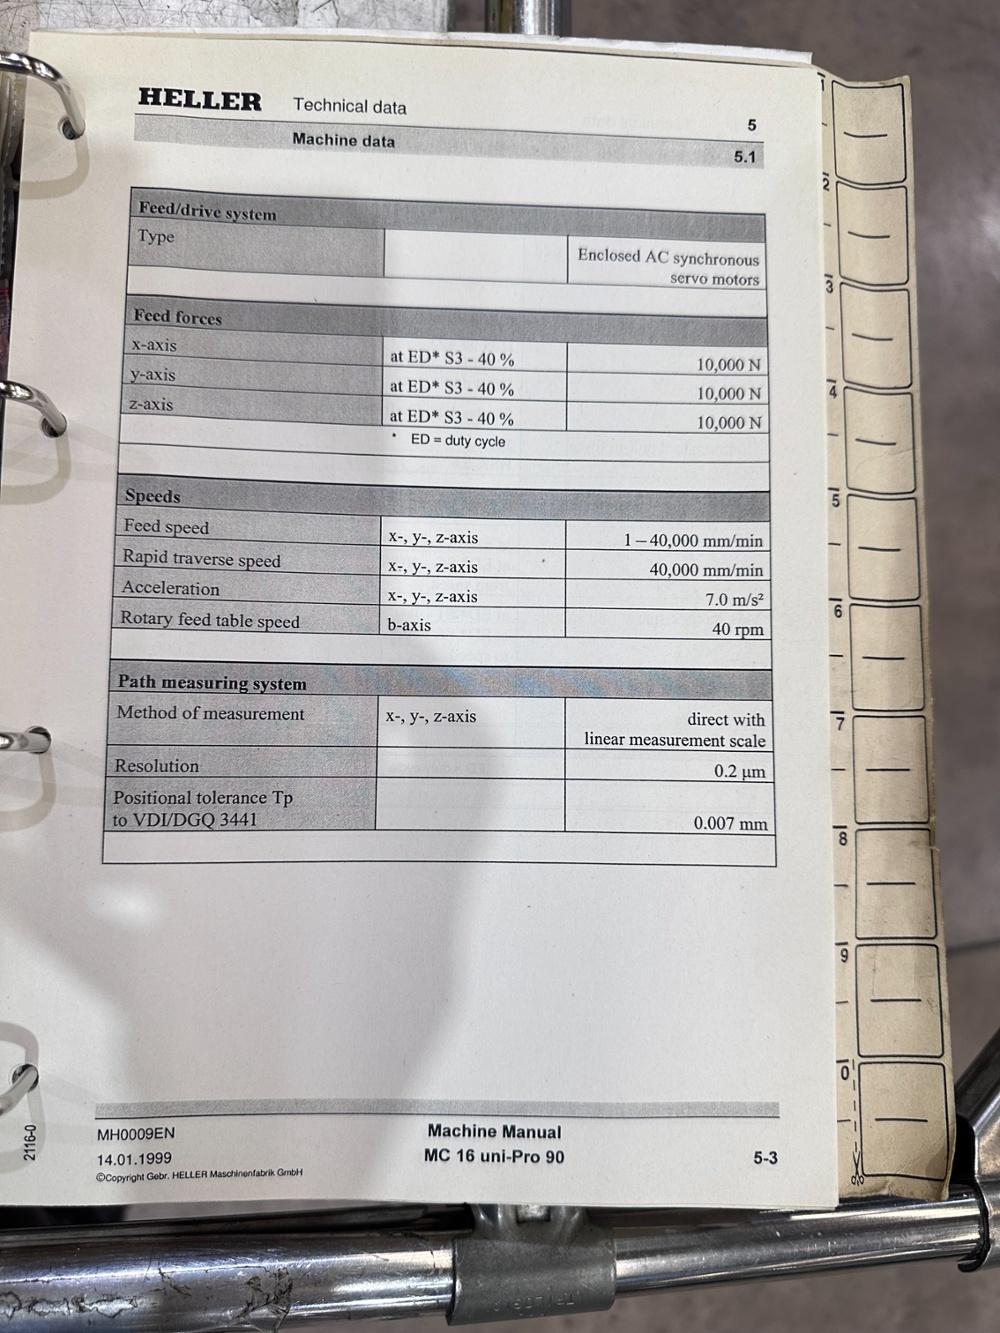 HELLER Technical data 5
Machine data 5.1
Feed/drive system
Type Enclosed AC synchronous
servo motors
Feed forces
x-axis at ED* S3 - 40 % 10,000 N
y-axis at ED* S3 - 40 % 10,000 N
z-axis at ED* S3 - 40 % 10,000 N
* ED = duty cycle
Speeds
Feed speed x-, y-, z-axis 1 – 40,000 mm/min
Rapid traverse speed x-, y-, z-axis 40,000 mm/min
Acceleration x-, y-, z-axis 7.0 m/s²
Rotary feed table speed b-axis 40 rpm
Path measuring system
Method of measurement x-, y-, z-axis direct with
linear measurement scale
Resolution 0.2 µm
Positional tolerance Tp
to VDI/DGQ 3441 0.007 mm
MH0009EN Machine Manual
14.01.1999 MC 16 uni-Pro 90 5-3
©Copyright Gebr. HELLER Maschinenfabrik GmbH
2116-0
1
2
3
4
5
6
7
8
9
0